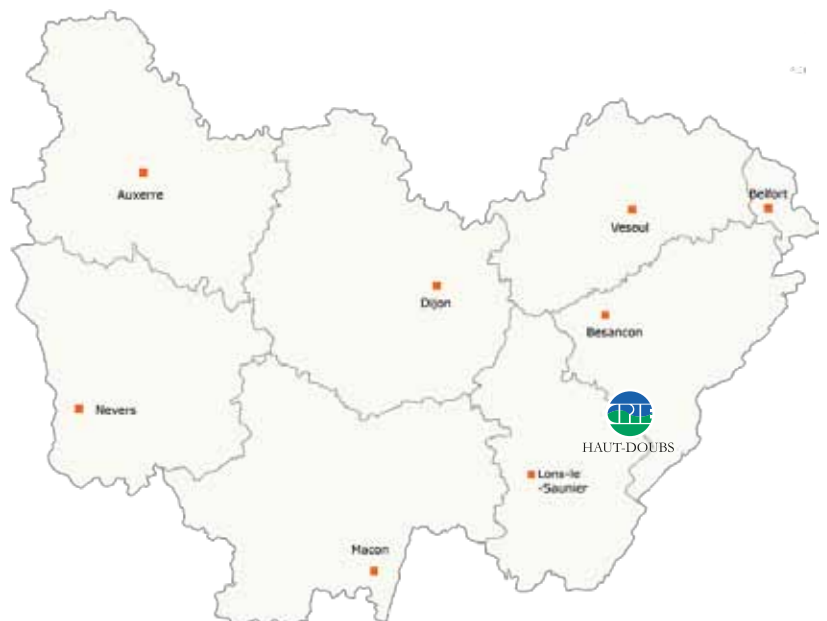 Auxerre
Belfort
Vesoul
Dijon
Besancon
CPIE
HAUT-DOUBS
Nevers
Lons-le
-Saunier
Macon